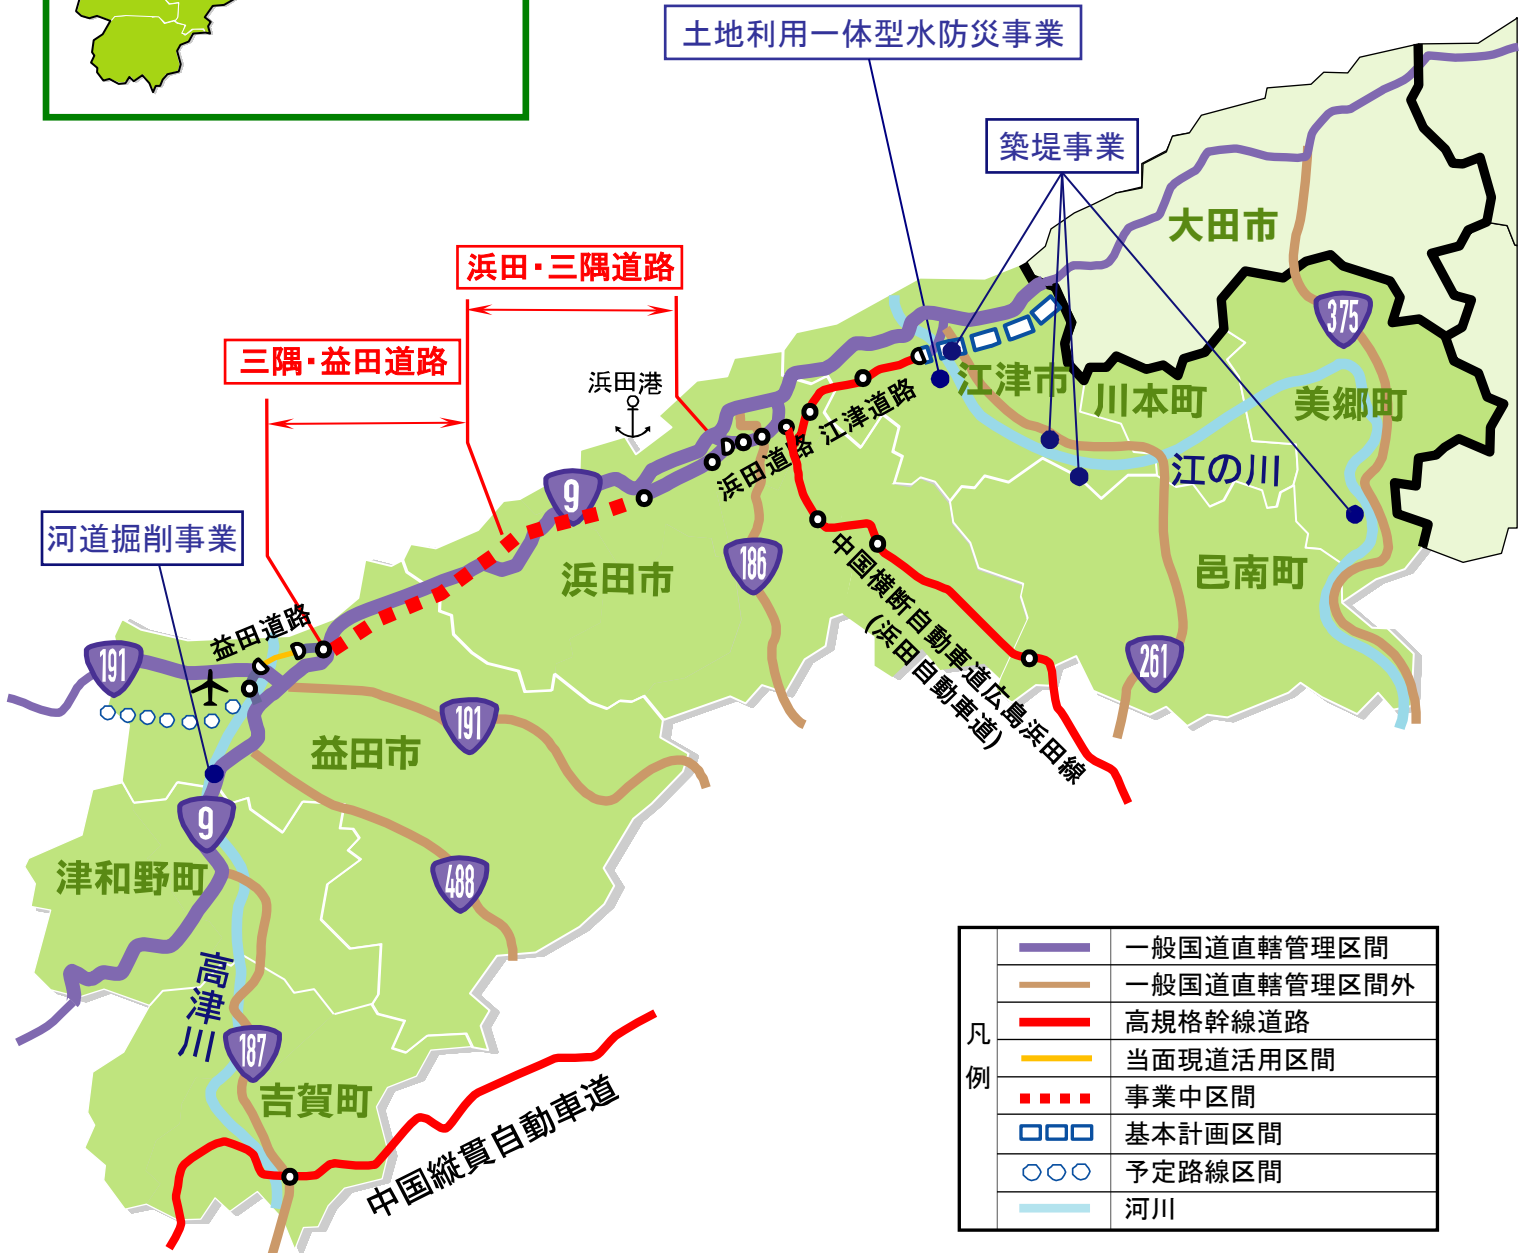 土地利用一体型水防災事業
築堤事業
大田市
浜田・三隅道路
375
三隅・益田道路
浜田港
江津市
川本町
美郷町
江津道路
浜田道路
江の川
9
河道掘削事業
186
浜田市
邑南町
中国横断自動車道広島浜田線
(浜田自動車道)
益田道路
191
261
191
益田市
9
津和野町
488
高津川
187
吉賀町
中国縦貫自動車道
凡例
一般国道直轄管理区間
一般国道直轄管理区間外
高規格幹線道路
当面現道活用区間
事業中区間
基本計画区間
予定路線区間
河川